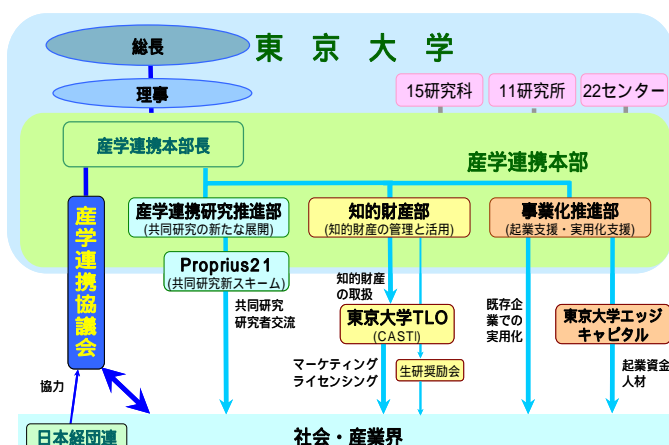 総長
東京大学
理事
15研究科
11研究所
22センター
産学連携本部長
産学連携本部
産学連携協議会
産学連携研究推進部
(共同研究の新たな展開)
知的財産部
(知的財産の管理と活用)
事業化推進部
(起業支援・実用化支援)
Proprius21
(共同研究新スキーム)
共同研究
研究者交流
知的財産
の取扱
東京大学TLO
(CASTI)
既存企
業での
実用化
東京大学エッジ
キャピタル
マーケティング
ライセンシング
生研奨励会
起業資金
人材
協力
日本経団連
社会・産業界